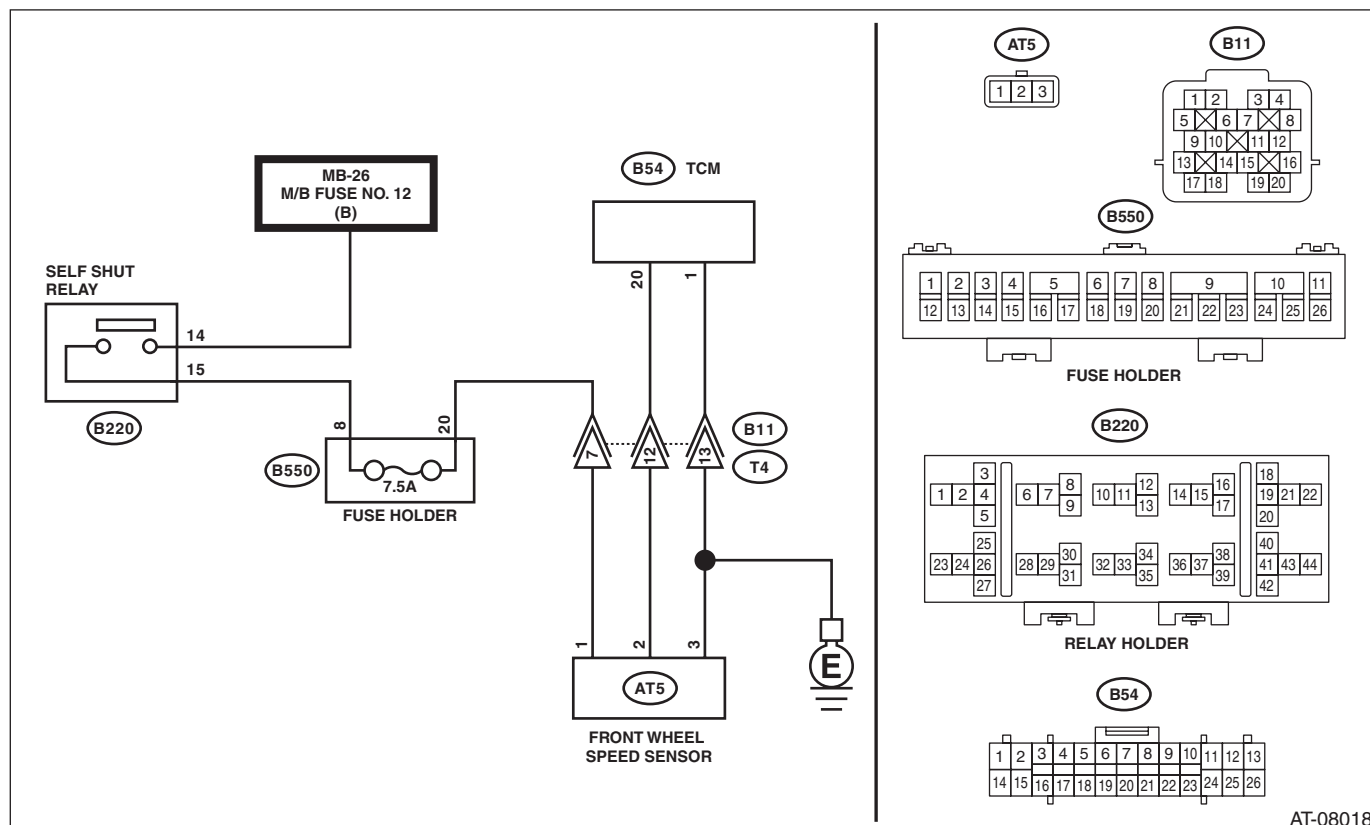 MB-26
M/B FUSE NO. 12
(B)
SELF SHUT
RELAY
14
15
B220
8
20
B550
7.5A
FUSE HOLDER
B54 TCM
20
1
7
12
13
B11
T4
1
2
3
AT5
FRONT WHEEL
SPEED SENSOR
E
AT5
1 2 3
B11
1 2 3 4
5 6 7 8
9 10 11 12
13 14 15 16
17 18 19 20
B550
1 2 3 4 5 6 7 8 9 10 11
12 13 14 15 16 17 18 19 20 21 22 23 24 25 26
FUSE HOLDER
B220
3 8 12 16 18
1 2 4 6 7 10 11 14 15 19 21 22
9 13 17
5 20
25 30 34 38 40
23 24 26 28 29 32 33 36 37 41 43 44
31 35 39
27 42
RELAY HOLDER
B54
1 2 3 4 5 6 7 8 9 10 11 12 13
14 15 16 17 18 19 20 21 22 23 24 25 26
AT-08018